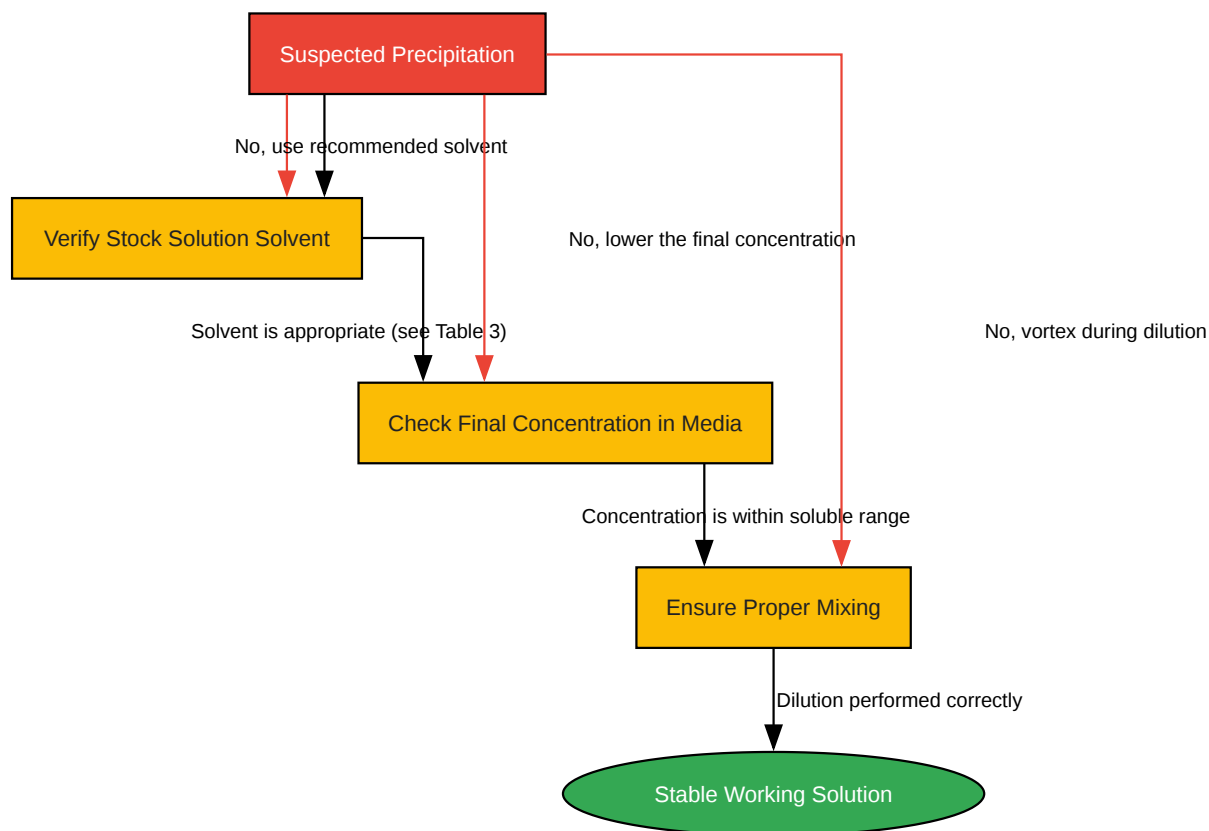 Suspected Precipitation
No, use recommended solvent
Verify Stock Solution Solvent
No, lower the final concentration
Solvent is appropriate (see Table 3)
No, vortex during dilution
Check Final Concentration in Media
Concentration is within soluble range
Ensure Proper Mixing
Dilution performed correctly
Stable Working Solution